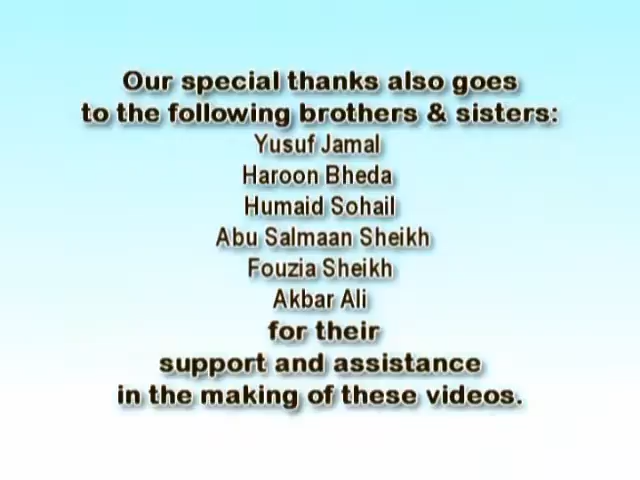 Our special thanks also goes
to the following brothers & sisters:
Yusuf Jamal
Haroon Bheda
Humaid Sohail
Abu Salmaan Sheikh
Fouzia Sheikh
Akbar Ali
for their
support and assistance
in the making of these videos.